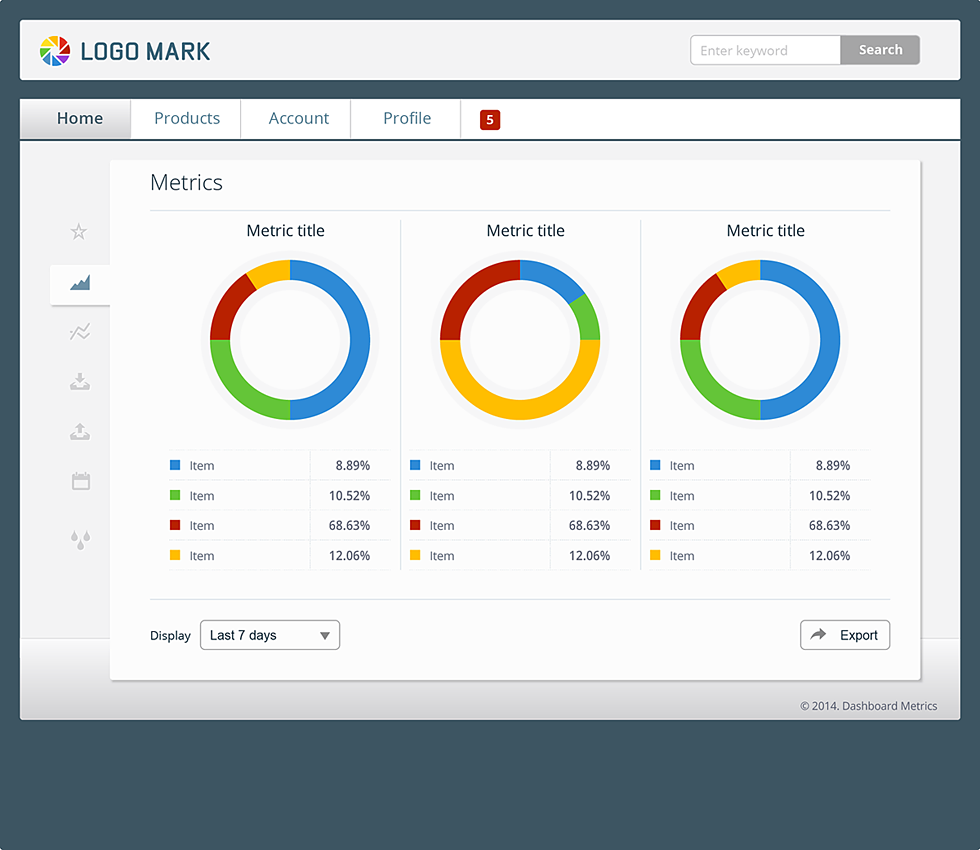 LOGO MARK
Enter keyword
Search
Home
Products
Account
Profile
5
Metrics
Metric title
Metric title
Metric title
Item 8.89%
Item 10.52%
Item 68.63%
Item 12.06%
Item 8.89%
Item 10.52%
Item 68.63%
Item 12.06%
Item 8.89%
Item 10.52%
Item 68.63%
Item 12.06%
Display
Last 7 days
Export
© 2014. Dashboard Metrics